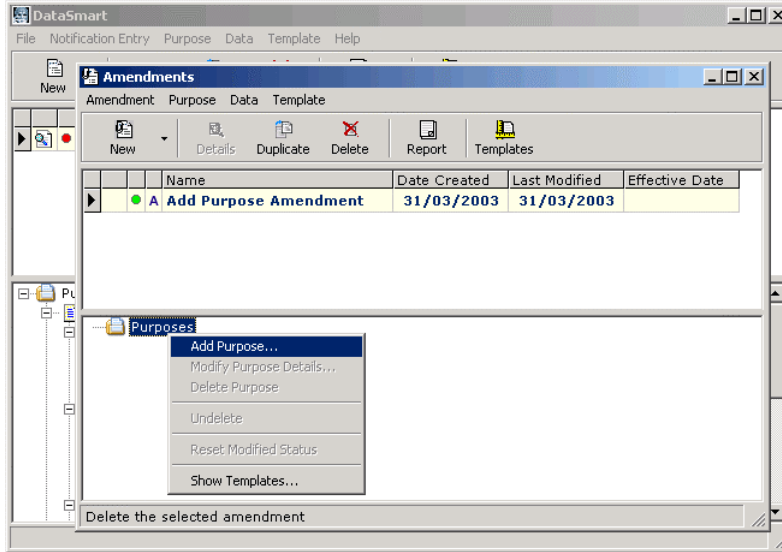 DataSmart
File Notification Entry Purpose Data Template Help
New
Amendments
Amendment Purpose Data Template
New Details Duplicate Delete Report Templates
Name Date Created Last Modified Effective Date
A Add Purpose Amendment 31/03/2003 31/03/2003
Purposes
Add Purpose...
Modify Purpose Details...
Delete Purpose
Undelete
Reset Modified Status
Show Templates...
Delete the selected amendment